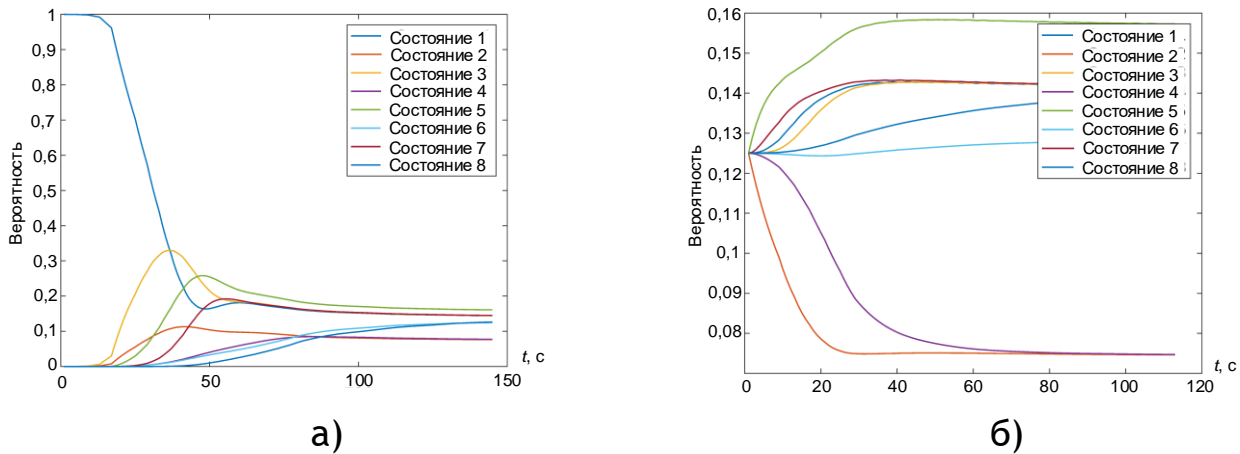 1
0,9
0,8
0,7
0,6
0,5
0,4
0,3
0,2
0,1
0
50
100
150
Вероятность
t, с
Состояние 1
Состояние 2
Состояние 3
Состояние 4
Состояние 5
Состояние 6
Состояние 7
Состояние 8
а)
0,16
0,15
0,14
0,13
0,12
0,11
0,1
0,09
0,08
0
20
40
60
80
100
120
Вероятность
t, с
Состояние 1
Состояние 2
Состояние 3
Состояние 4
Состояние 5
Состояние 6
Состояние 7
Состояние 8
б)